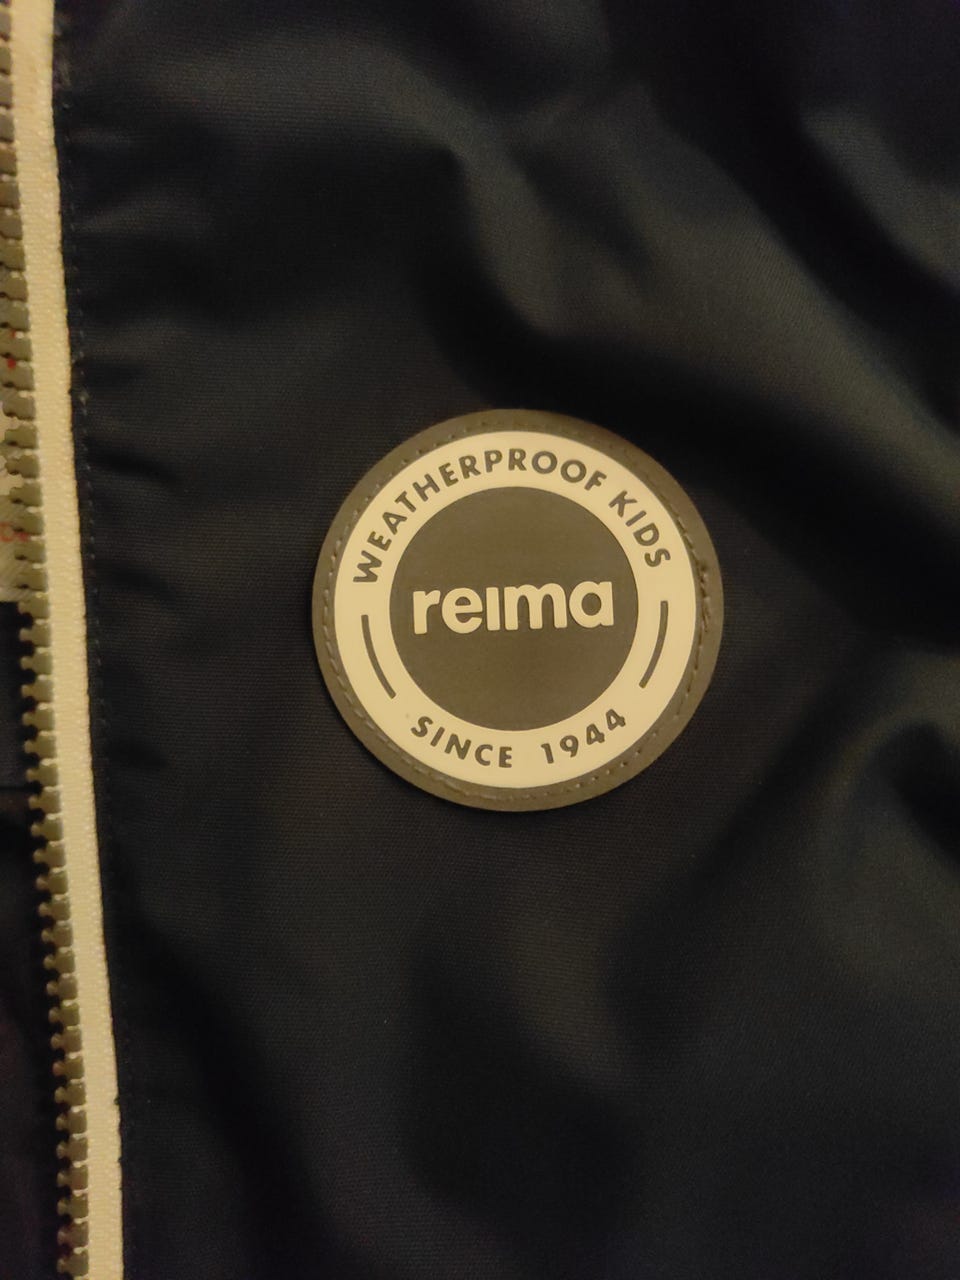 WEATHERPROOF KIDS
reima
SINCE 1944